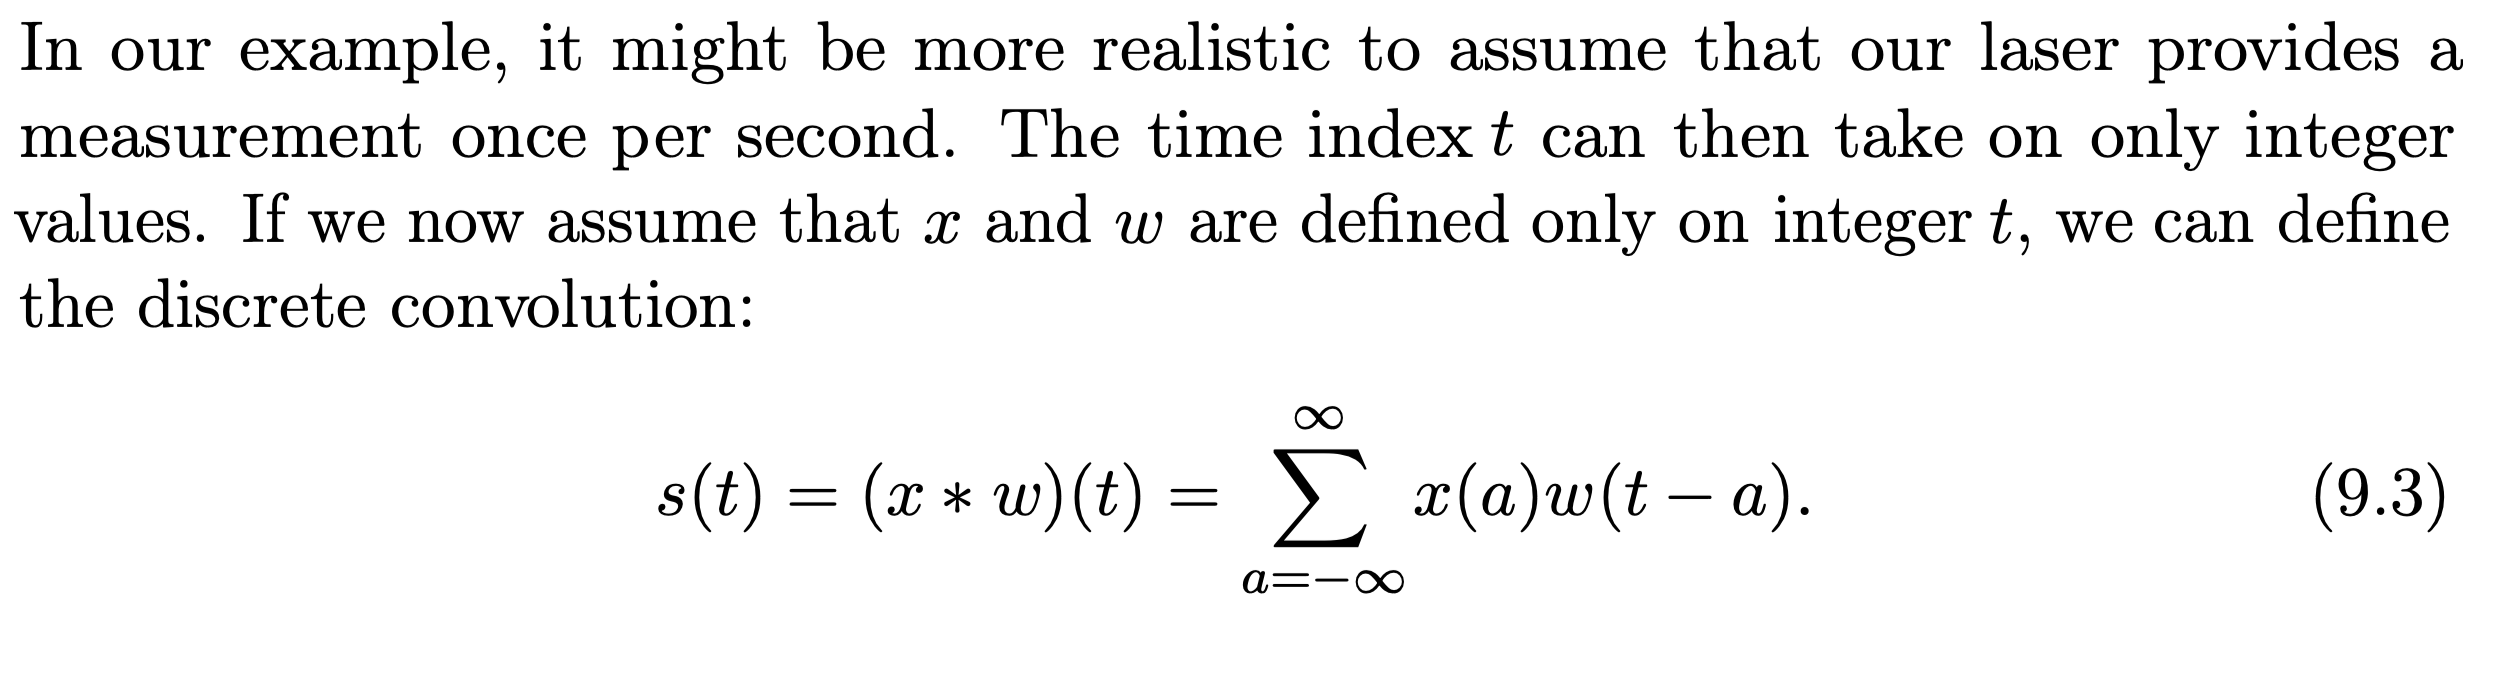 In our example, it might be more realistic to assume that our laser provides a
measurement once per second. The time index t can then take on only integer
values. If we now assume that x and w are defined only on integer t, we can define
the discrete convolution:
s(t) = (x ∗ w)(t) = ∑_{a=−∞}^{∞} x(a)w(t − a). (9.3)